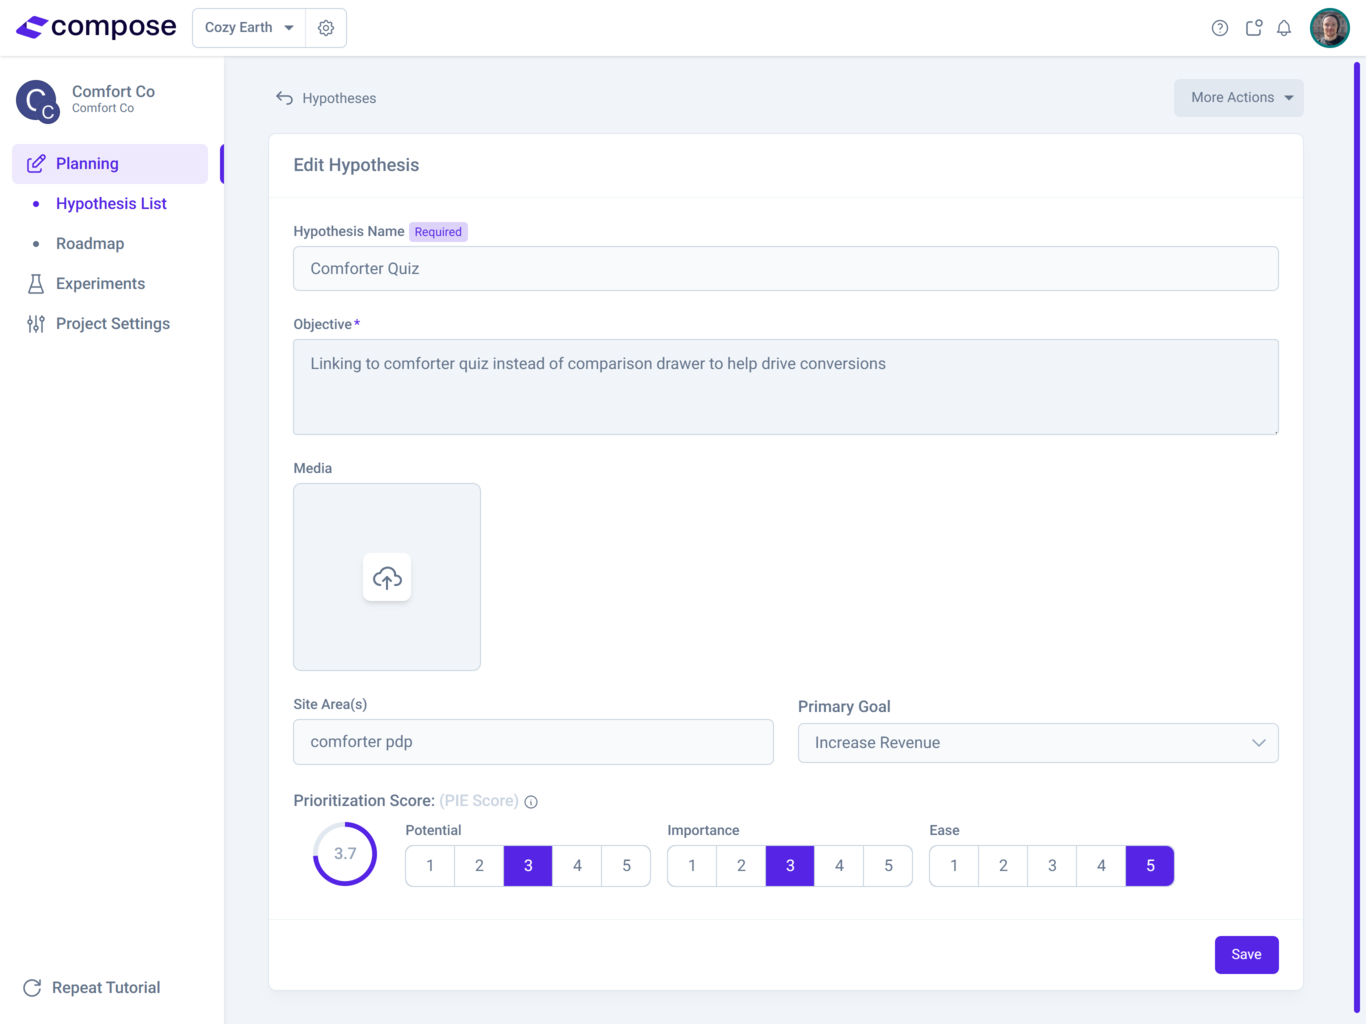 compose
Cozy Earth
C
C
Comfort Co
Comfort Co
Planning
Hypothesis List
Roadmap
Experiments
Project Settings
Repeat Tutorial
Hypotheses
More Actions
Edit Hypothesis
Hypothesis Name Required
Comforter Quiz
Objective*
Linking to comforter quiz instead of comparison drawer to help drive conversions
Media
Site Area(s)
comforter pdp
Primary Goal
Increase Revenue
Prioritization Score: (PIE Score)
3.7
Potential
1 2 3 4 5
Importance
1 2 3 4 5
Ease
1 2 3 4 5
Save